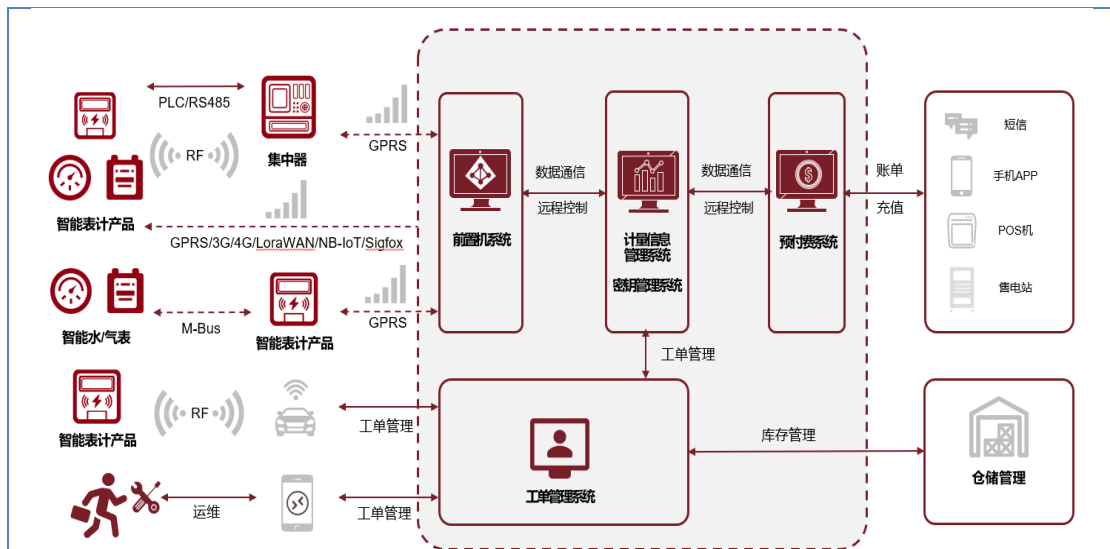 PLC/RS485
RF
集中器
GPRS
智能表计产品
GPRS/3G/4G/LoraWAN/NB-IoT/Sigfox
智能水/气表
M-Bus
智能表计产品
GPRS
智能表计产品
RF
工单管理
运维
工单管理
前置机系统
数据通信
远程控制
计量信息
管理系统
密钥管理系统
数据通信
远程控制
预付费系统
账单
充值
短信
手机APP
POS机
售电站
工单管理
工单管理系统
库存管理
仓储管理